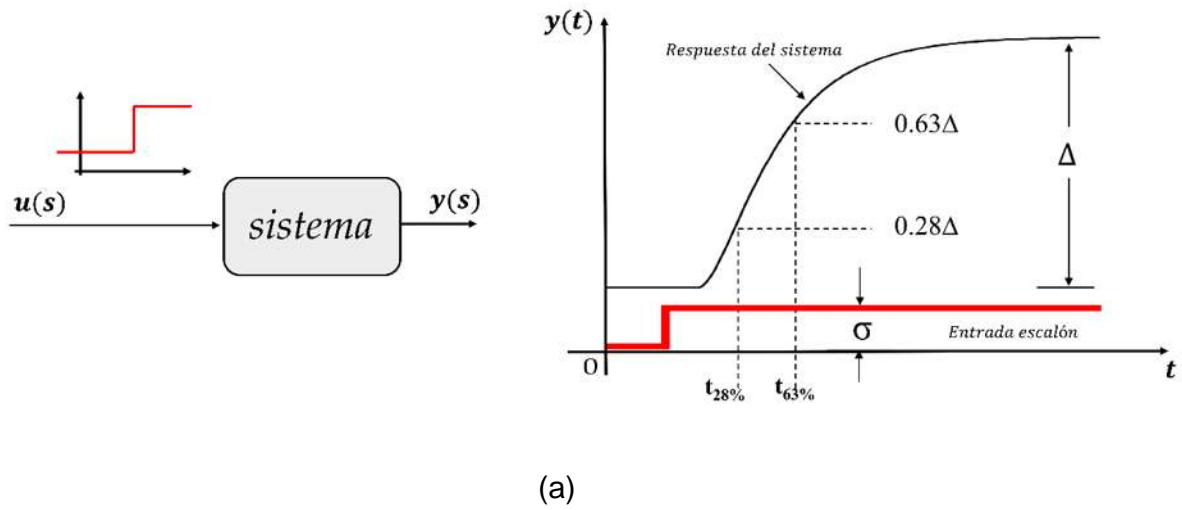 u(s)
sistema
y(s)
y(t)
Respuesta del sistema
0.63Δ
Δ
0.28Δ
σ
Entrada escalón
0
t
t28%
t63%
(a)